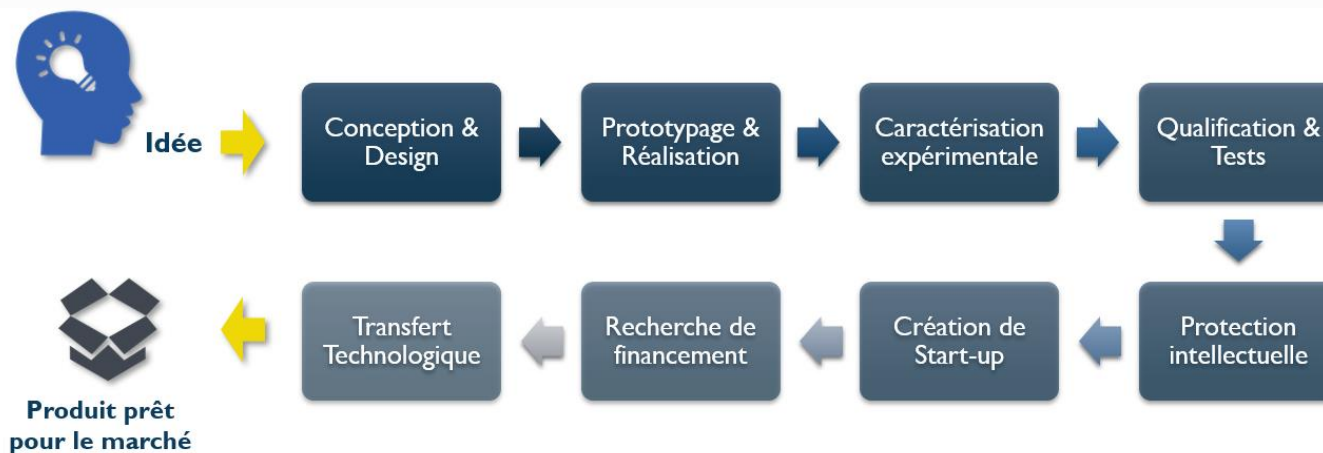 Idée
Conception &
Design
Prototypage &
Réalisation
Caractérisation
expérimentale
Qualification &
Tests
Protection
intellectuelle
Création de
Start-up
Recherche de
financement
Transfert
Technologique
Produit prêt
pour le marché